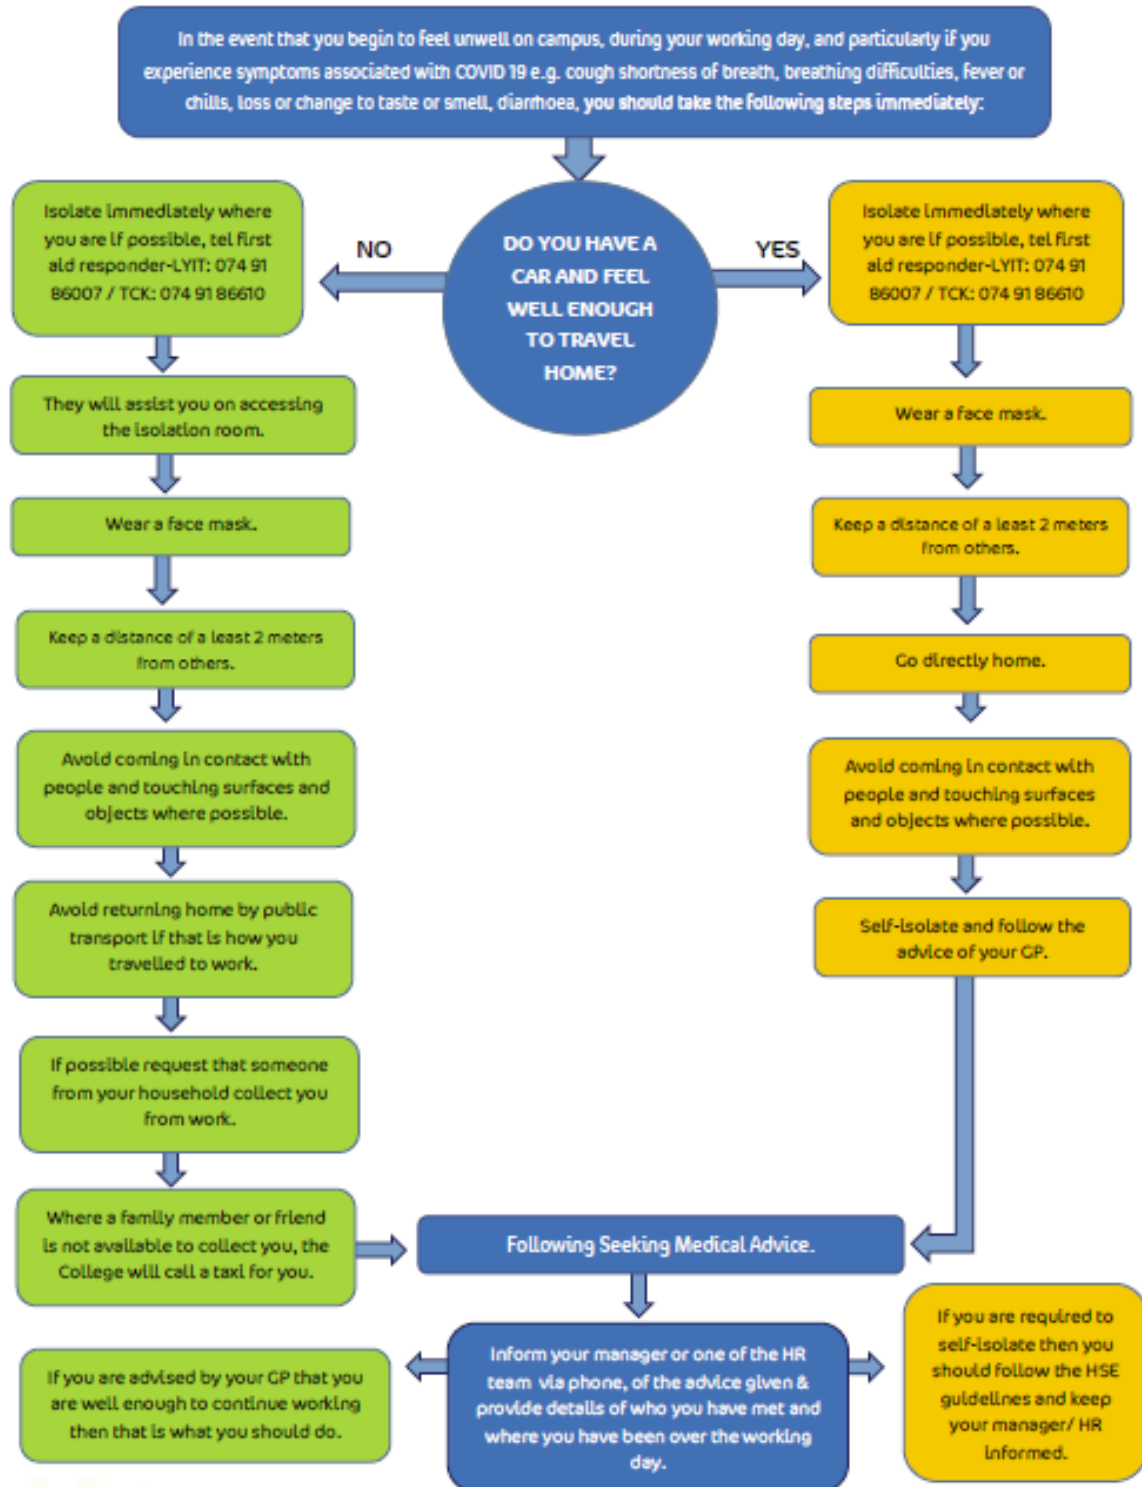 In the event that you begin to feel unwell on campus, during your working day, and particularly if you
experience symptoms associated with COVID 19 e.g. cough shortness of breath, breathing difficulties, fever or
chills, loss or change to taste or smell, diarrhoea, you should take the following steps immediately:
DO YOU HAVE A
CAR AND FEEL
WELL ENOUGH
TO TRAVEL
HOME?
NO
Isolate immediately where
you are if possible, tel first
aid responder-LYIT: 074 91
86007 / TCK: 074 91 86610
They will assist you on accessing
the isolation room.
Wear a face mask.
Keep a distance of a least 2 meters
from others.
Avoid coming in contact with
people and touching surfaces and
objects where possible.
Avoid returning home by public
transport if that is how you
travelled to work.
If possible request that someone
from your household collect you
from work.
Where a family member or friend
is not available to collect you, the
College will call a taxi for you.
YES
Isolate immediately where
you are if possible, tel first
aid responder-LYIT: 074 91
86007 / TCK: 074 91 86610
Wear a face mask.
Keep a distance of a least 2 meters
from others.
Go directly home.
Avoid coming in contact with
people and touching surfaces
and objects where possible.
Self-isolate and follow the
advice of your GP.
Following Seeking Medical Advice.
Inform your manager or one of the HR
team via phone, of the advice given &
provide details of who you have met and
where you have been over the working
day.
If you are advised by your GP that you
are well enough to continue working
then that is what you should do.
If you are required to
self-isolate then you
should follow the HSE
guidelines and keep
your manager/ HR
informed.